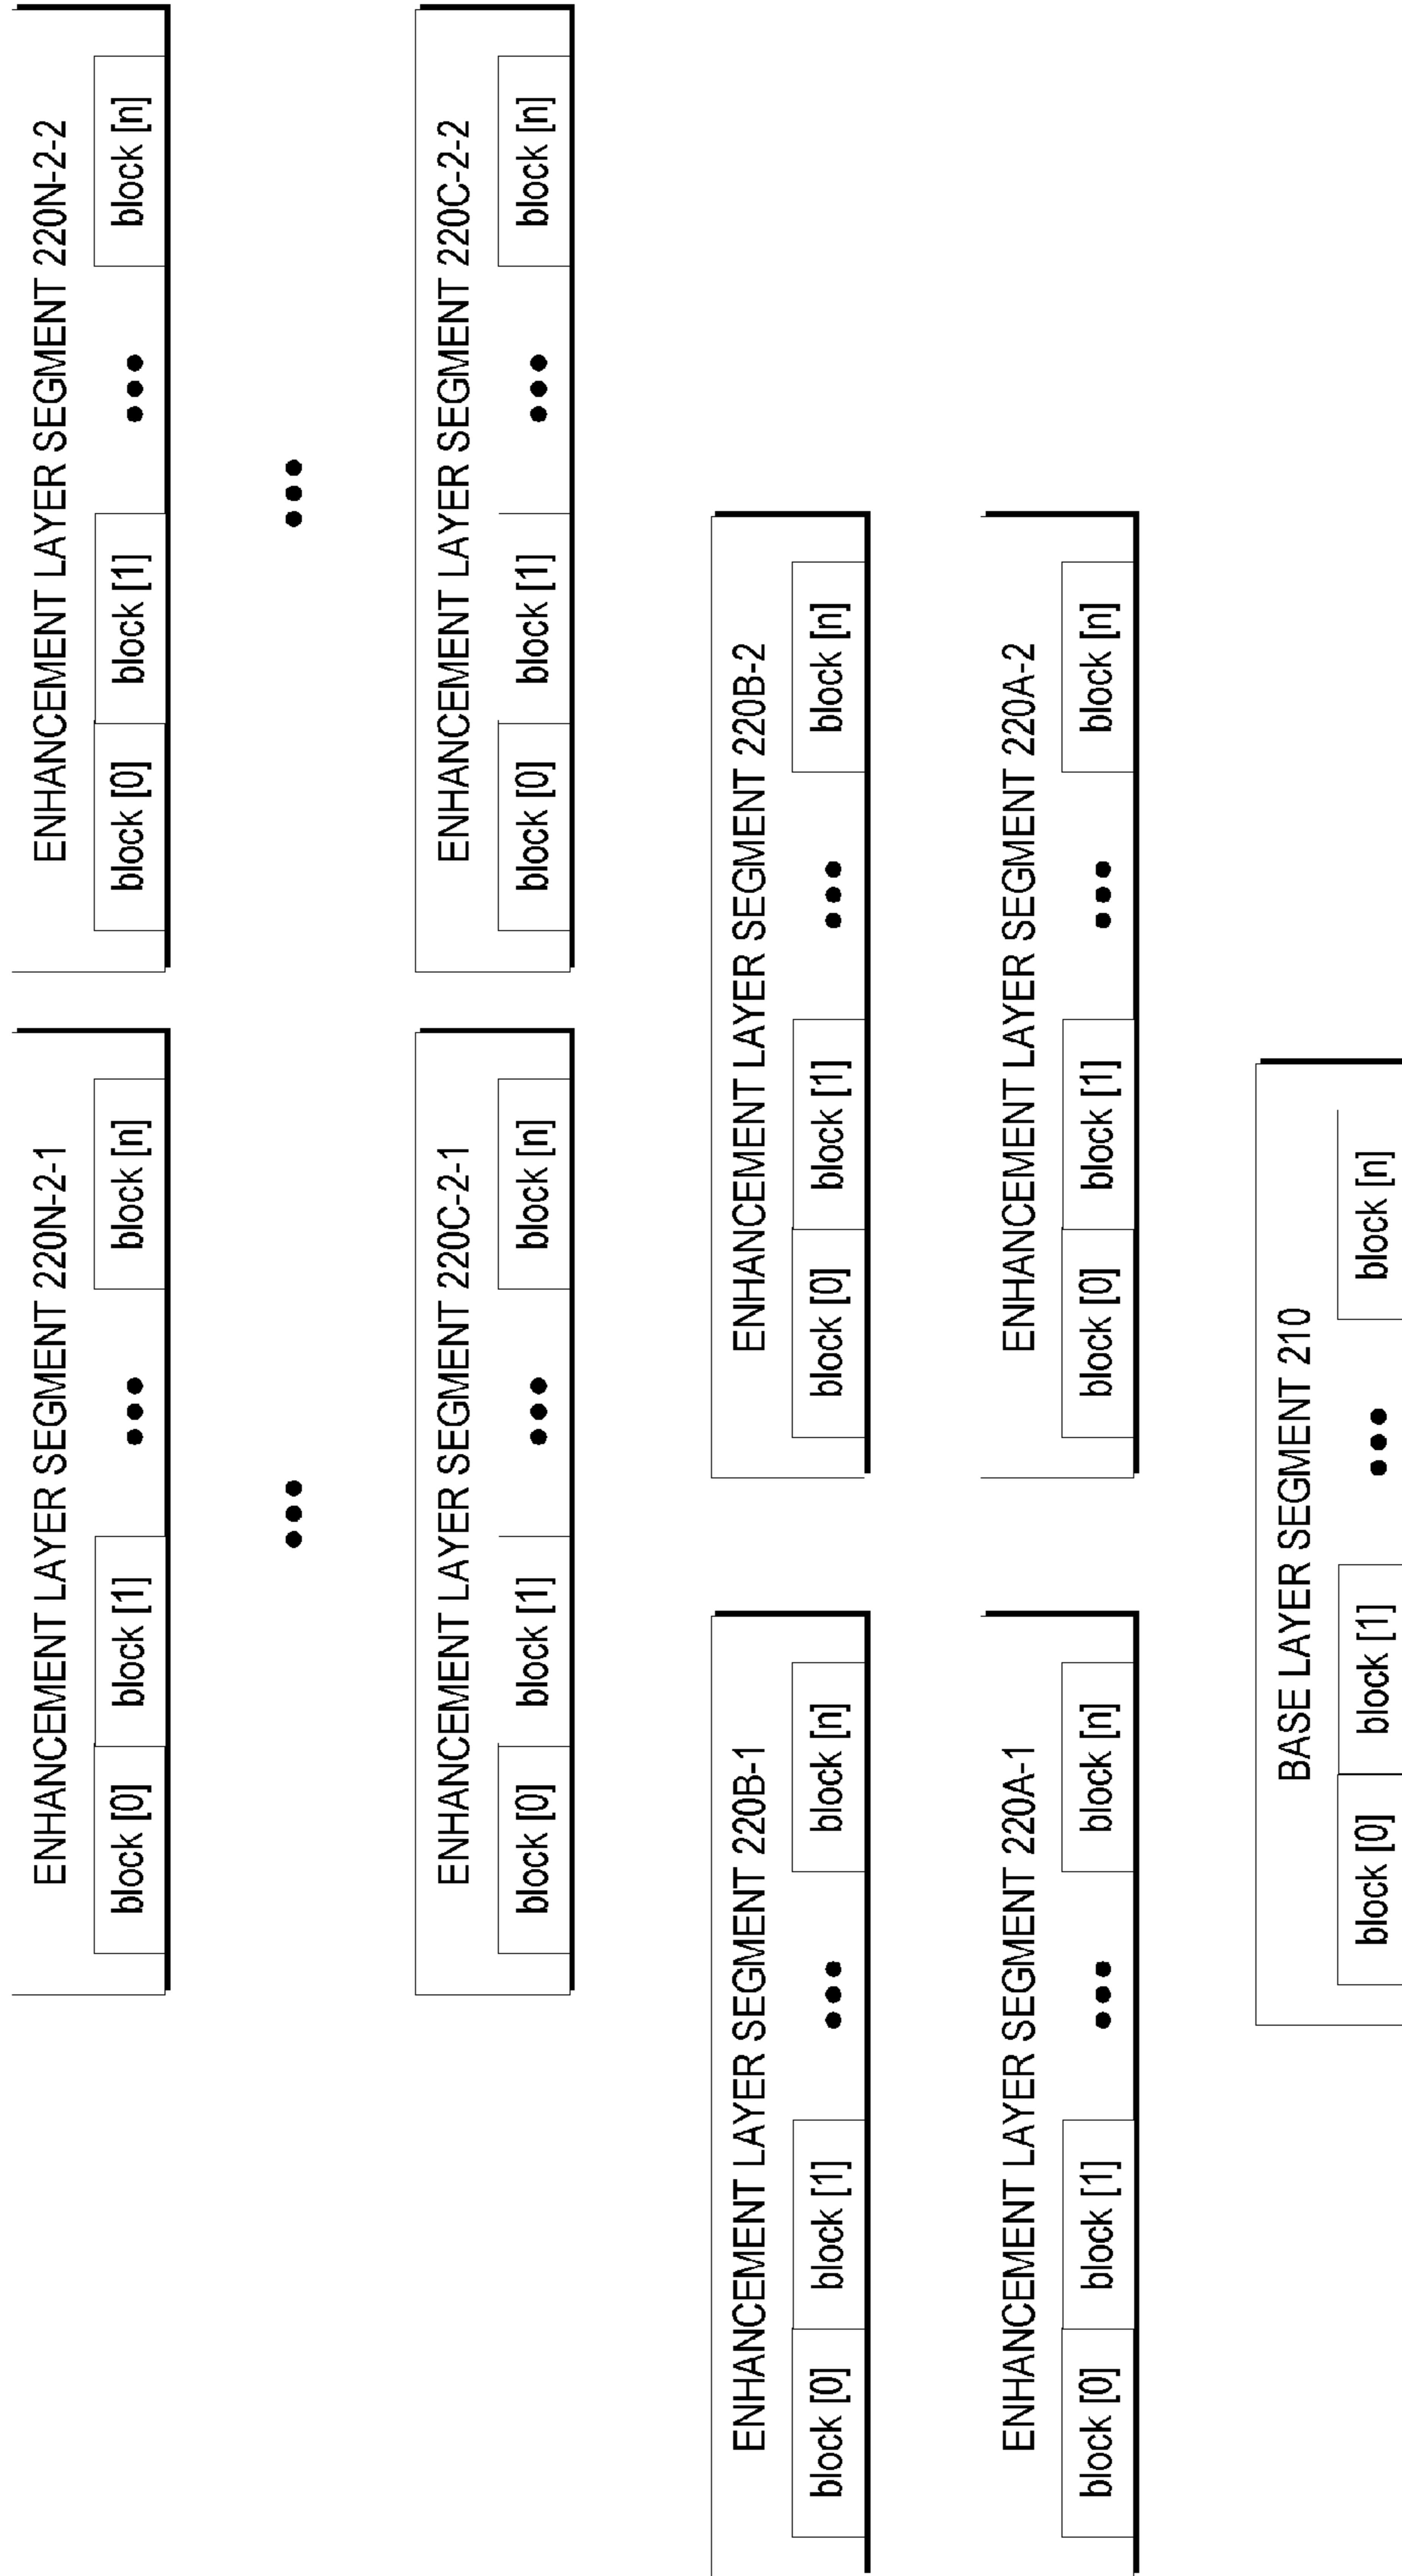 ENHANCEMENT LAYER SEGMENT 220N-2-1
block [0] block [1] ••• block [n]
ENHANCEMENT LAYER SEGMENT 220N-2-2
block [0] block [1] ••• block [n]
•••
•••
ENHANCEMENT LAYER SEGMENT 220C-2-1
block [0] block [1] ••• block [n]
ENHANCEMENT LAYER SEGMENT 220C-2-2
block [0] block [1] ••• block [n]
ENHANCEMENT LAYER SEGMENT 220B-1
block [0] block [1] ••• block [n]
ENHANCEMENT LAYER SEGMENT 220B-2
block [0] block [1] ••• block [n]
ENHANCEMENT LAYER SEGMENT 220A-1
block [0] block [1] ••• block [n]
ENHANCEMENT LAYER SEGMENT 220A-2
block [0] block [1] ••• block [n]
BASE LAYER SEGMENT 210
block [0] block [1] ••• block [n]